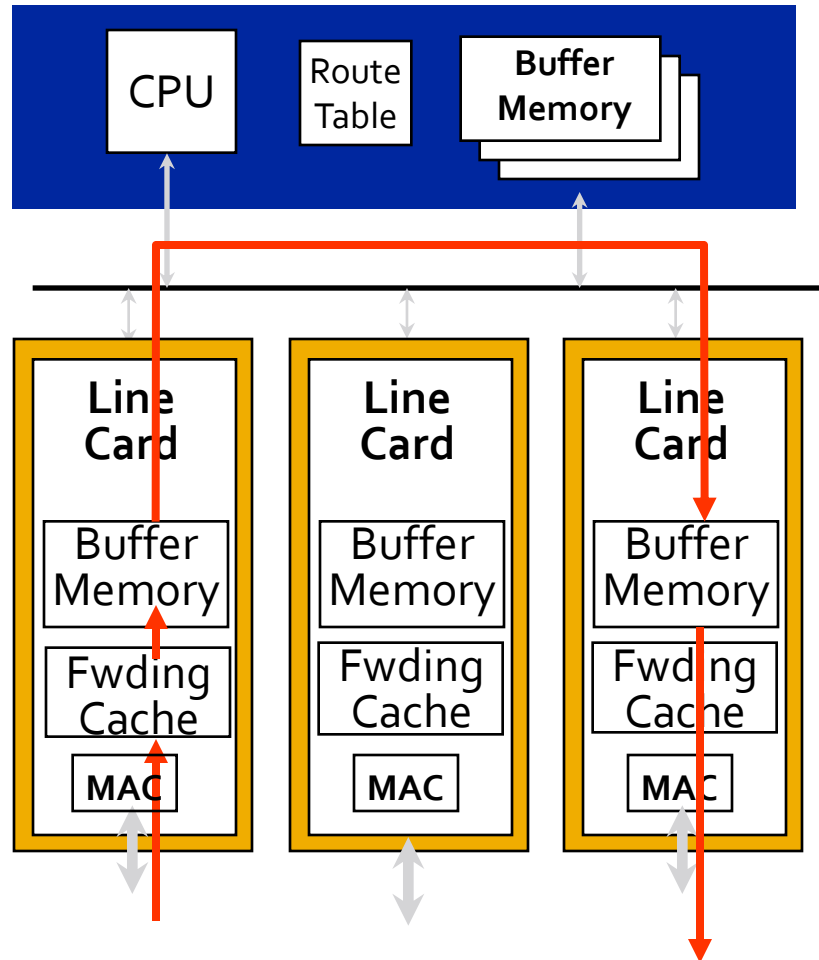 CPU
Route
Table
Buffer
Memory
Line
Card
Buffer
Memory
Fwding
Cache
MAC
Line
Card
Buffer
Memory
Fwding
Cache
MAC
Line
Card
Buffer
Memory
Fwding
Cache
MAC